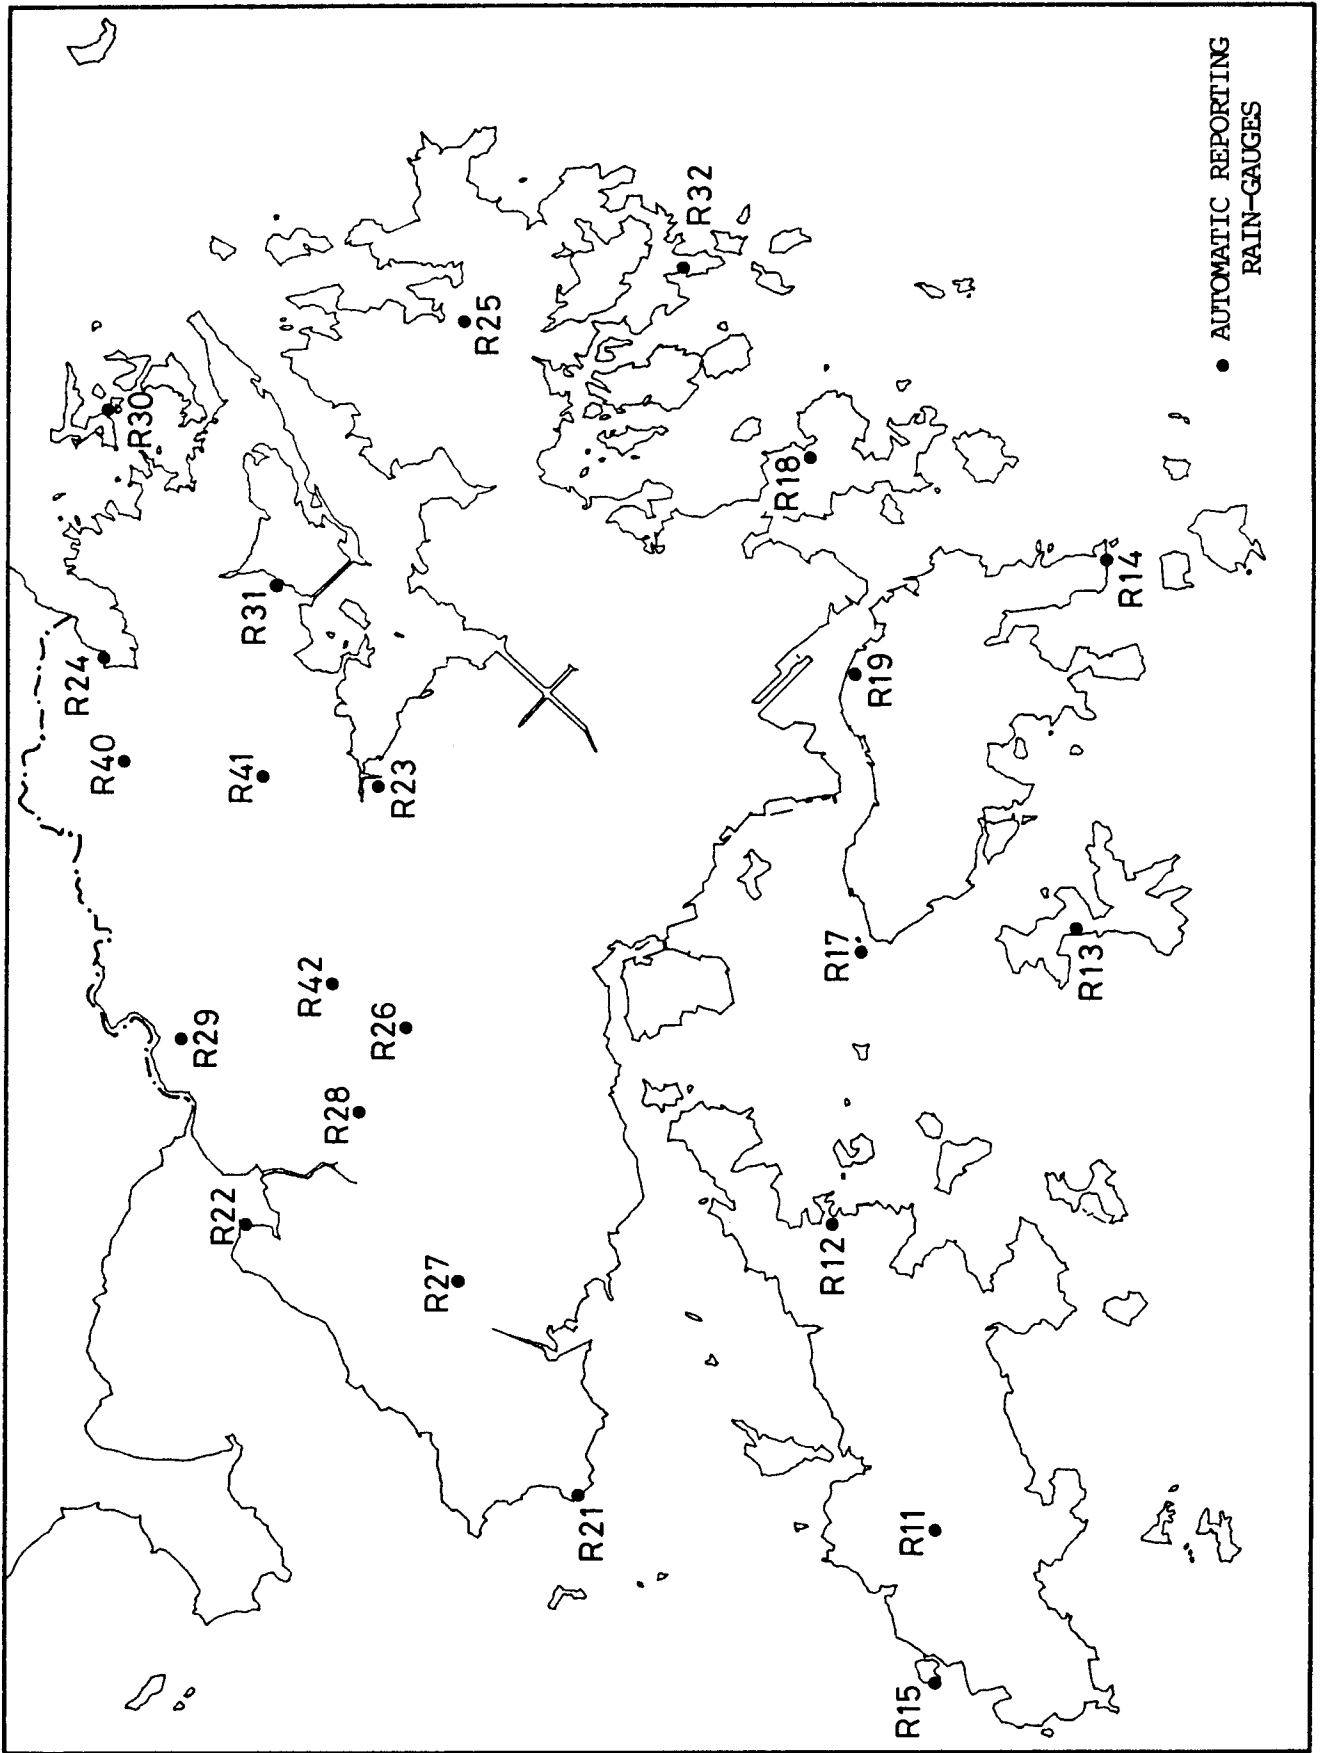 R30
R24
R40
R31
R41
R25
R32
R29
R42
R23
R26
R28
R22
R18
R27
R19
R14
R17
R21
R13
R12
R11
R15
● AUTOMATIC REPORTING
RAIN-GAUGES